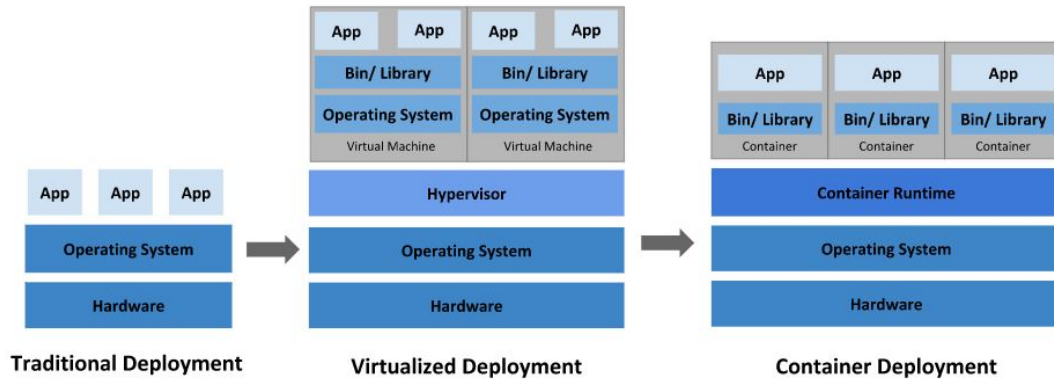 App
App
App
Operating System
Hardware
Traditional Deployment
App
App
App
App
Bin/ Library
Bin/ Library
Operating System
Operating System
Virtual Machine
Virtual Machine
Hypervisor
Operating System
Hardware
Virtualized Deployment
App
App
App
Bin/ Library
Bin/ Library
Bin/ Library
Container
Container
Container
Container Runtime
Operating System
Hardware
Container Deployment